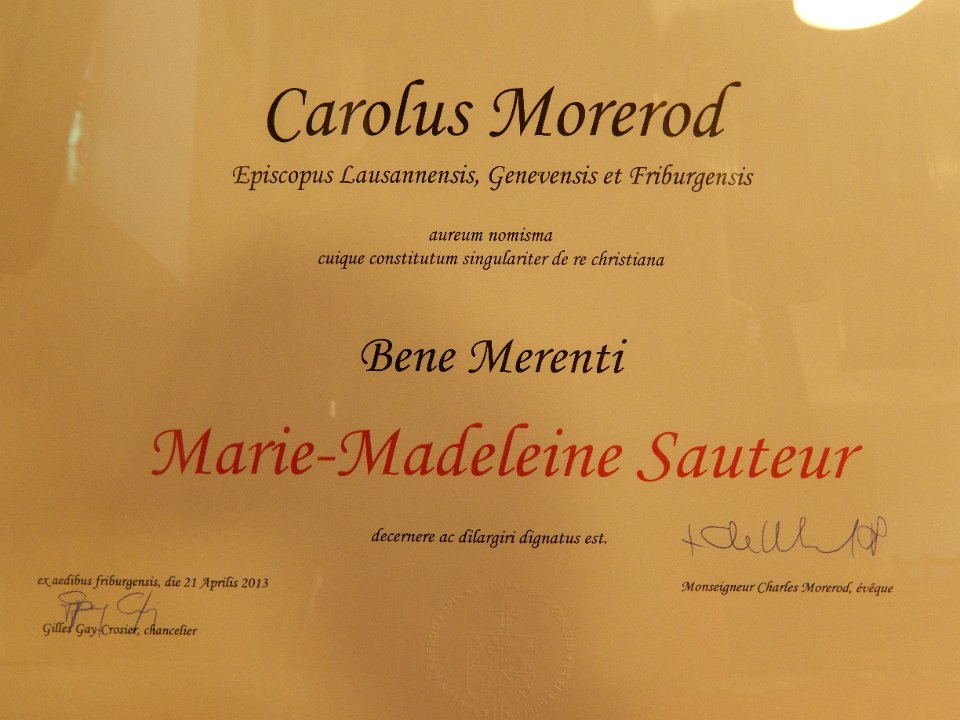 Carolus Morerod
Episcopus Lausannensis, Genevensis et Friburgensis
aureum nomisma
cuique constitutum singulariter de re christiana
Bene Merenti
Marie-Madeleine Sauteur
decernere ac dilargiri dignatus est.
ex aedibus friburgensis, die 21 Aprilis 2013
Gilles Gay-Crosier, chancelier
Monseigneur Charles Morerod, évêque